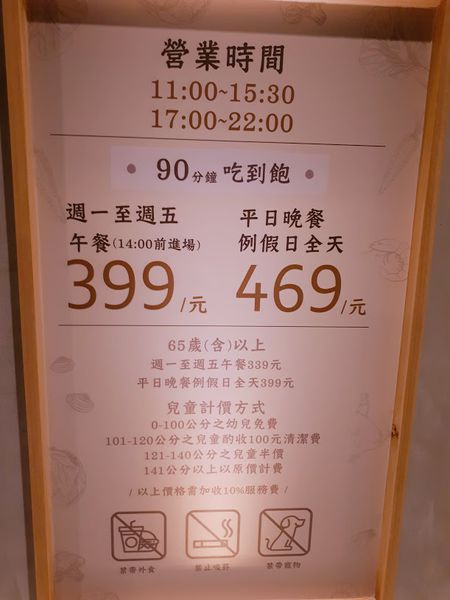 營業時間
11:00~15:30
17:00~22:00
90分鐘 吃到飽
週一至週五
午餐(14:00前進場)
399/元
平日晚餐
例假日全天
469/元
65歲(含)以上
週一至週五午餐339元
平日晚餐例假日全天399元
兒童計價方式
0-100公分之幼兒免費
101-120公分之兒童酌收100元清潔費
121-140公分之兒童半價
141公分以上以原價計費
/ 以上價格需加收10%服務費 /
禁帶外食
禁止吸菸
禁帶寵物